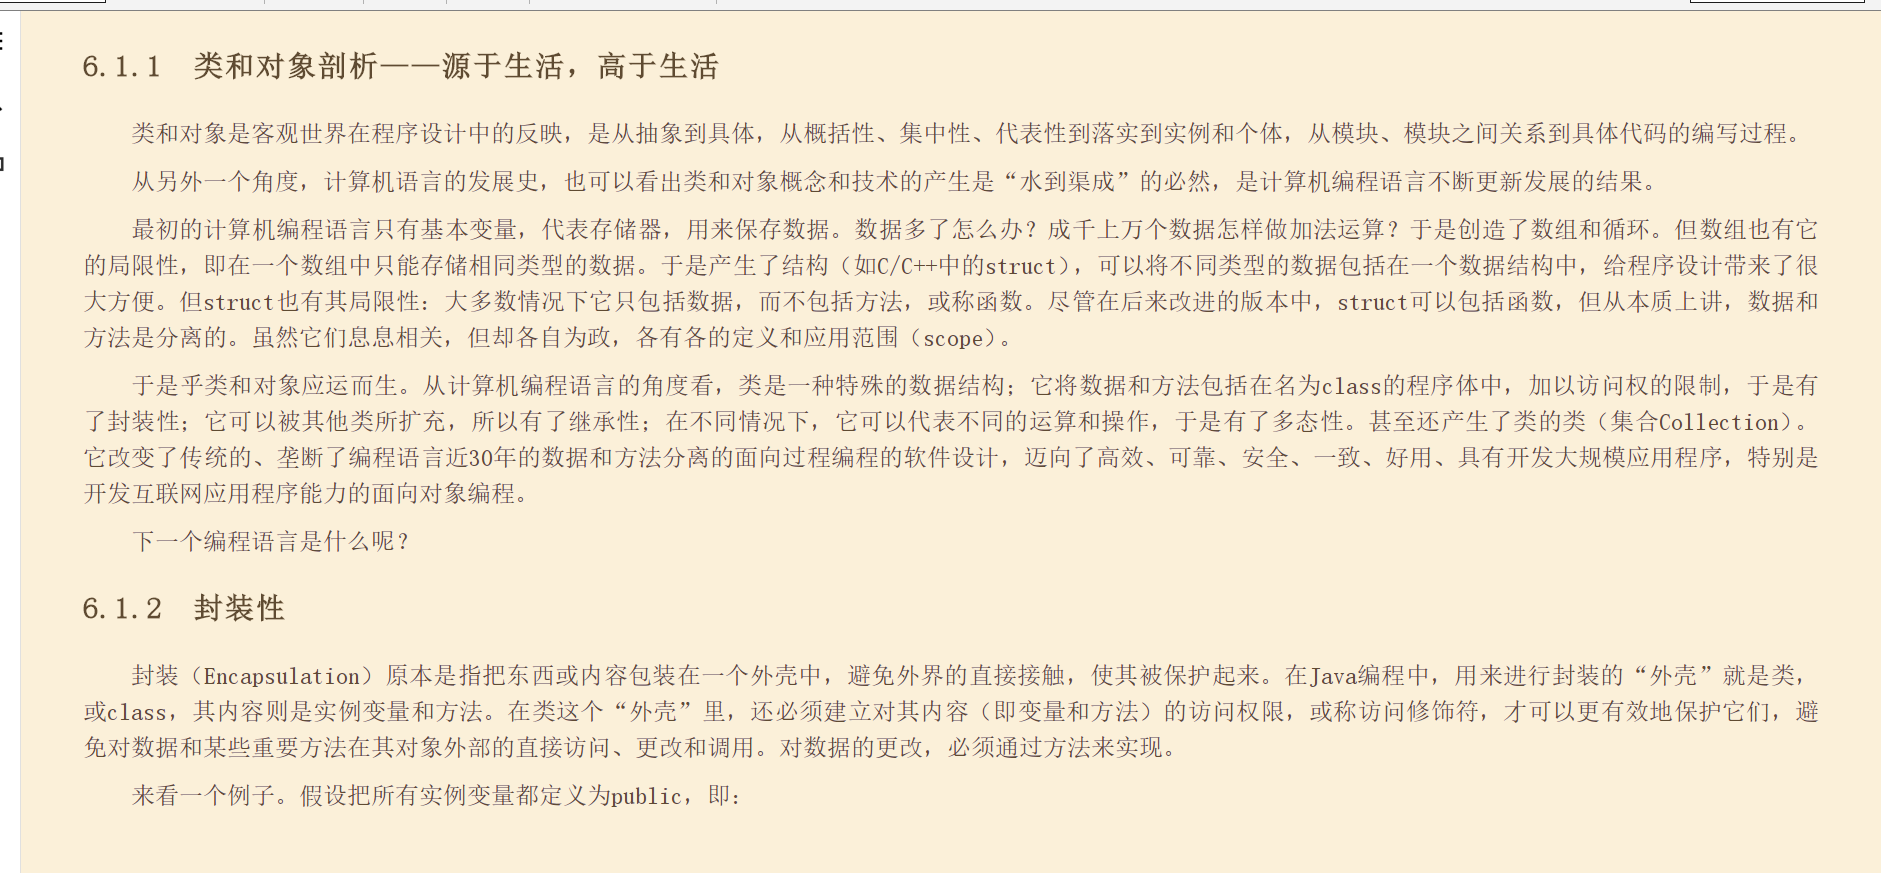 6.1.1 类和对象剖析——源于生活，高于生活
类和对象是客观世界在程序设计中的反映，是从抽象到具体，从概括性、集中性、代表性到落实到实例和个体，从模块、模块之间关系到具体代码的编写过程。
从另外一个角度，计算机语言的发展史，也可以看出类和对象概念和技术的产生是“水到渠成”的必然，是计算机编程语言不断更新发展的结果。
最初的计算机编程语言只有基本变量，代表存储器，用来保存数据。数据多了怎么办？成千上万个数据怎样做加法运算？于是创造了数组和循环。但数组也有它
的局限性，即在一个数组中只能存储相同类型的数据。于是产生了结构（如C/C++中的struct），可以将不同类型的数据包括在一个数据结构中，给程序设计带来了很
大方便。但struct也有其局限性：大多数情况下它只包括数据，而不包括方法，或称函数。尽管在后来改进的版本中，struct可以包括函数，但从本质上讲，数据和
方法是分离的。虽然它们息息相关，但却各自为政，各有各的定义和应用范围（scope）。
于是乎类和对象应运而生。从计算机编程语言的角度看，类是一种特殊的数据结构；它将数据和方法包括在名为class的程序体中，加以访问权的限制，于是有
了封装性；它可以被其他类所扩充，所以有了继承性；在不同情况下，它可以代表不同的运算和操作，于是有了多态性。甚至还产生了类的类（集合Collection）。
它改变了传统的、垄断了编程语言近30年的数据和方法分离的面向过程编程的软件设计，迈向了高效、可靠、安全、一致、好用、具有开发大规模应用程序，特别是
开发互联网应用程序能力的面向对象编程。
下一个编程语言是什么呢？
6.1.2 封装性
封装（Encapsulation）原本是指把东西或内容包装在一个外壳中，避免外界的直接接触，使其被保护起来。在Java编程中，用来进行封装的“外壳”就是类，
或class，其内容则是实例变量和方法。在类这个“外壳”里，还必须建立对其内容（即变量和方法）的访问权限，或称访问修饰符，才可以更有效地保护它们，避
免对数据和某些重要方法在其对象外部的直接访问、更改和调用。对数据的更改，必须通过方法来实现。
来看一个例子。假设把所有实例变量都定义为public，即：